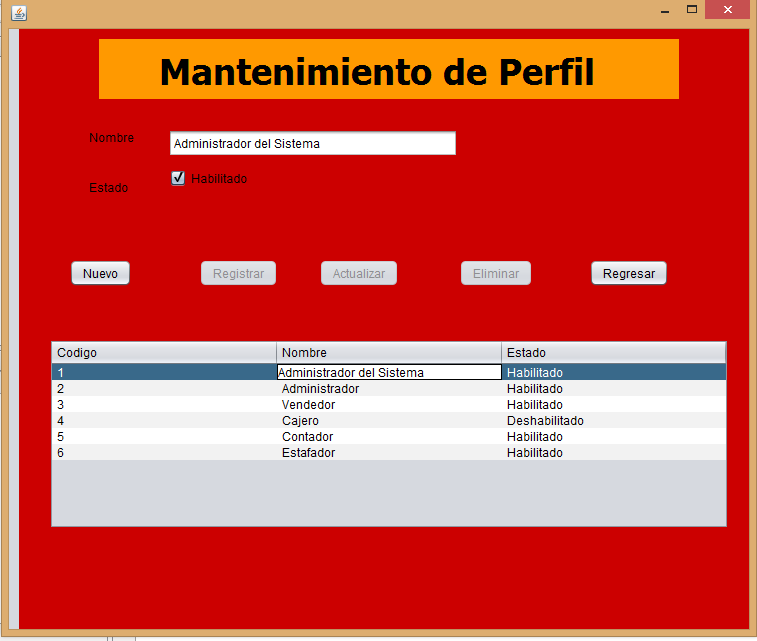 Mantenimiento de Perfil
Nombre
Administrador del Sistema
Habilitado
Estado
Nuevo Registrar Actualizar Eliminar Regresar
Codigo Nombre Estado
1 Administrador del Sistema Habilitado
2 Administrador Habilitado
3 Vendedor Habilitado
4 Cajero Deshabilitado
5 Contador Habilitado
6 Estafador Habilitado